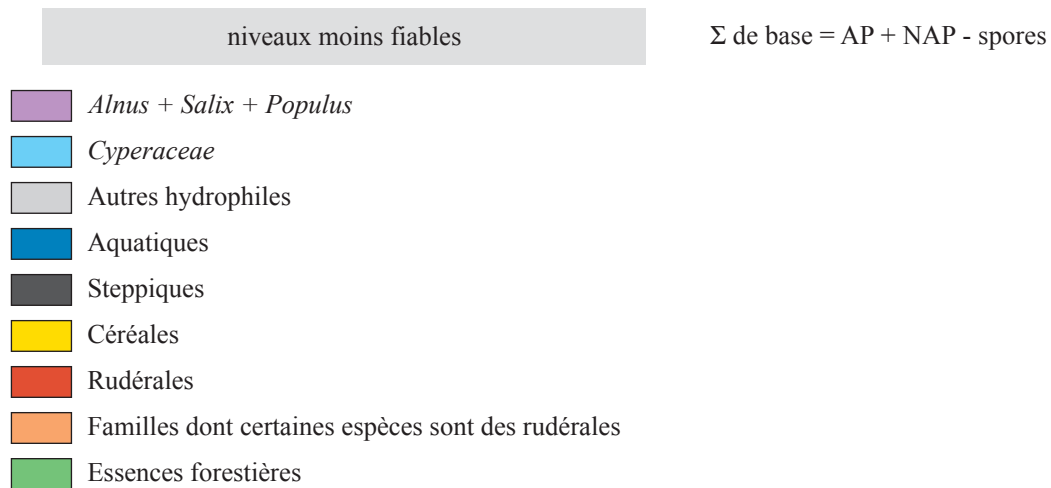 niveaux moins fiables
Σ de base = AP + NAP - spores
Alnus + Salix + Populus
Cyperaceae
Autres hydrophiles
Aquatiques
Steppiques
Céréales
Rudérales
Familles dont certaines espèces sont des rudérales
Essences forestières